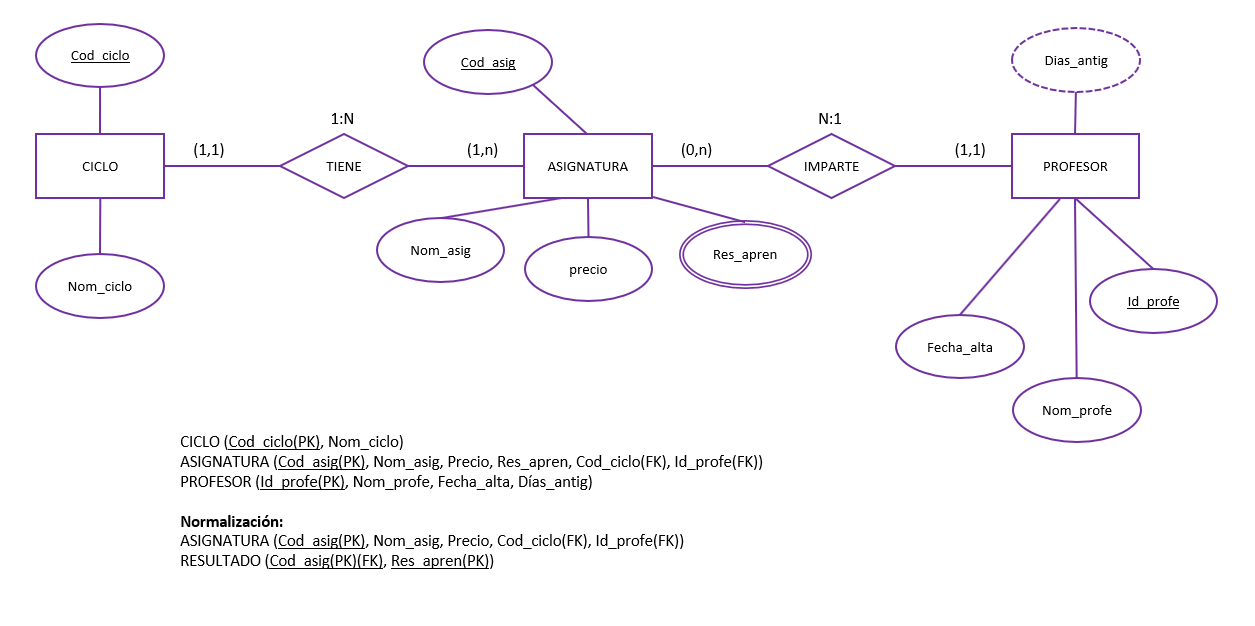 Cod_ciclo
Cod_asig
Dias_antig
1:N
N:1
(1,1)
(1,n)
(0,n)
(1,1)
CICLO
TIENE
ASIGNATURA
IMPARTE
PROFESOR
Nom_asig
precio
Res_apren
Nom_ciclo
Id_profe
Fecha_alta
Nom_profe
CICLO (Cod_ciclo(PK), Nom_ciclo)
ASIGNATURA (Cod_asig(PK), Nom_asig, Precio, Res_apren, Cod_ciclo(FK), Id_profe(FK))
PROFESOR (Id_profe(PK), Nom_profe, Fecha_alta, Días_antig)
Normalización:
ASIGNATURA (Cod_asig(PK), Nom_asig, Precio, Cod_ciclo(FK), Id_profe(FK))
RESULTADO (Cod_asig(PK)(FK), Res_apren(PK))